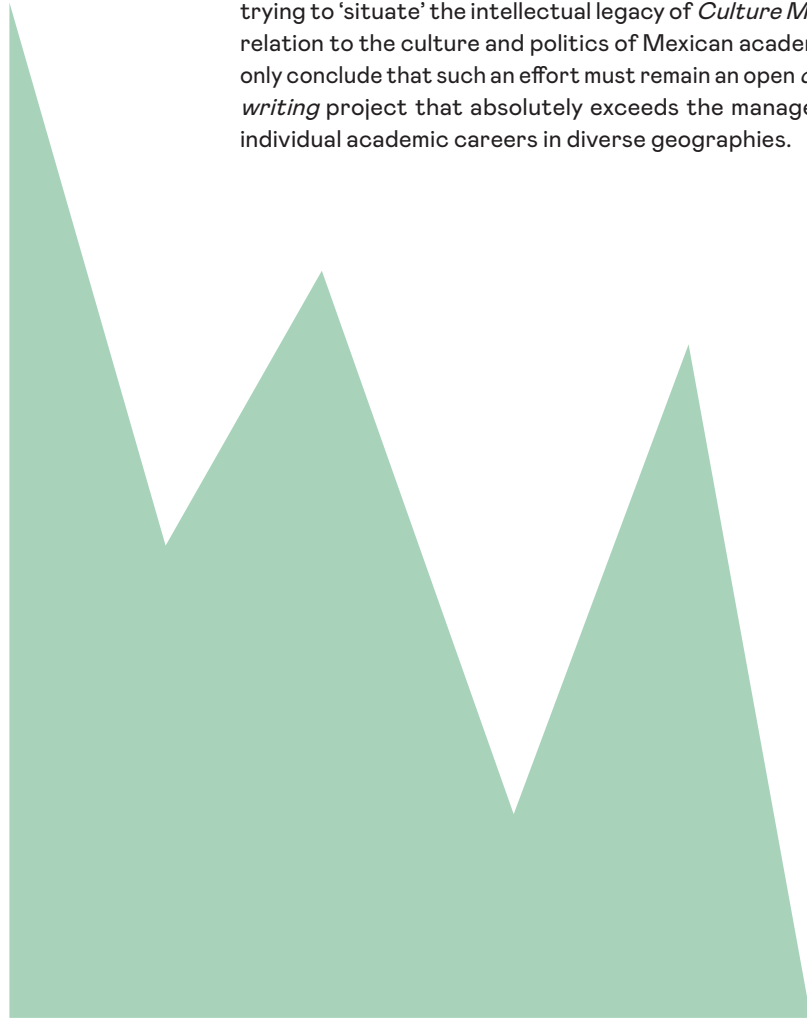 trying to ‘situate’ the intellectual legacy of Culture M
relation to the culture and politics of Mexican acade
only conclude that such an effort must remain an open
writing project that absolutely exceeds the manage
individual academic careers in diverse geographies.